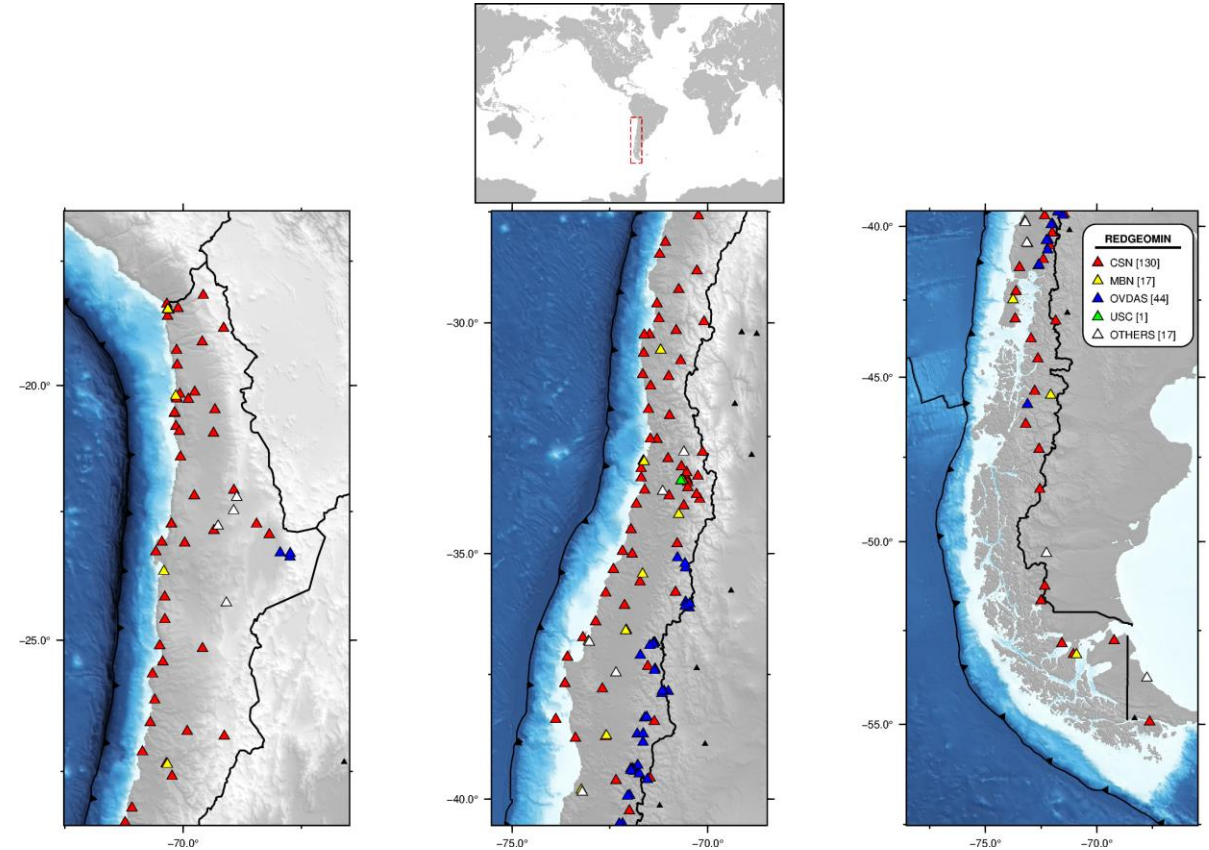 −20.0°
−25.0°
−70.0°
−30.0°
−35.0°
−40.0°
−75.0°
−70.0°
−40.0°
−45.0°
−50.0°
−55.0°
−75.0°
−70.0°
REDGEOMIN
CSN [130]
MBN [17]
OVDAS [44]
USC [1]
OTHERS [17]